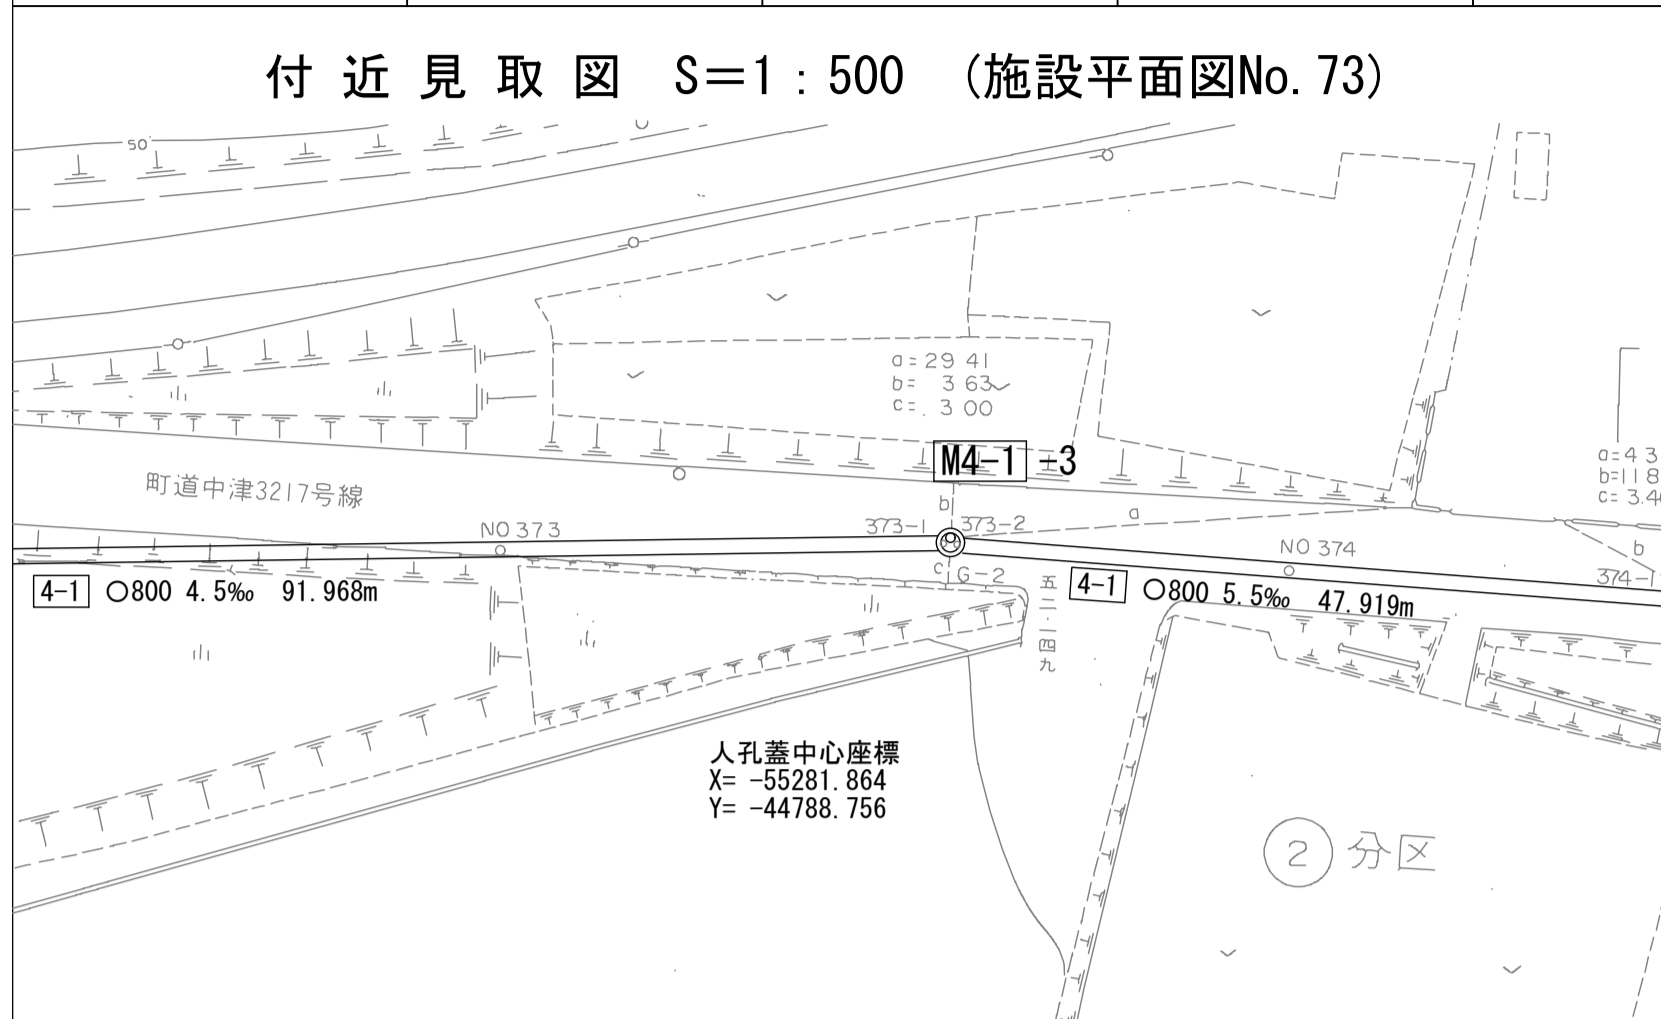 付近見取図 S=1:500 (施設平面図No.73)
50
a=29 41
b= 3 63
c=. 3 00
M4-1 +3
a=4 3
b=11 8
c=3.4
町道中津3217号線
b
a
NO 373
373-1
373-2
NO 374
b
374-1
c
G-2
五二・二四九
4-1 ○800 4.5‰ 91.968m
4-1 ○800 5.5‰ 47.919m
人孔蓋中心座標
X= -55281.864
Y= -44788.756
2 分区